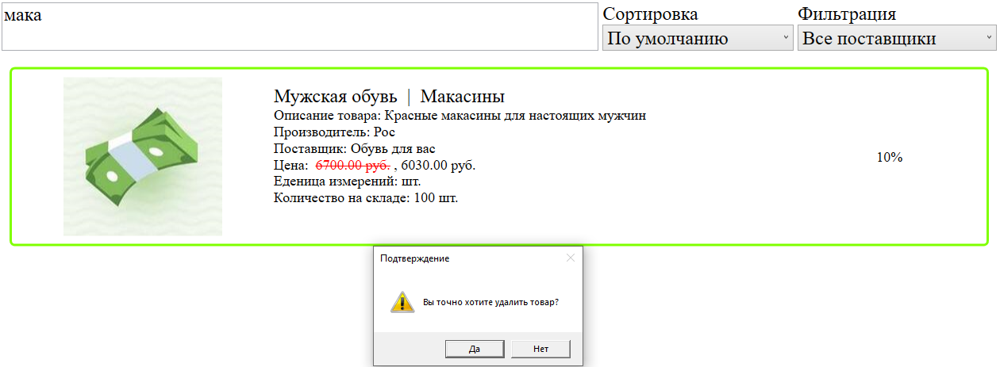 мака
Сортировка
Фильтрация
По умолчанию
Все поставщики
Мужская обувь | Макасины
Описание товара: Красные макасины для настоящих мужчин
Производитель: Рос
Поставщик: Обувь для вас
Цена: 6700.00 руб. , 6030.00 руб.
10%
Еденица измерений: шт.
Количество на складе: 100 шт.
Подтверждение
Вы точно хотите удалить товар?
Да
Нет